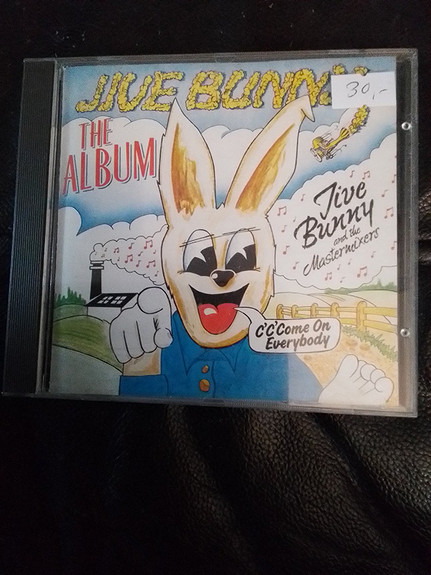 JIVE BUNNY
30,-
THE
ALBUM
Jive
Bunny
and the
Mastermixers
C'C'Come On
Everybody